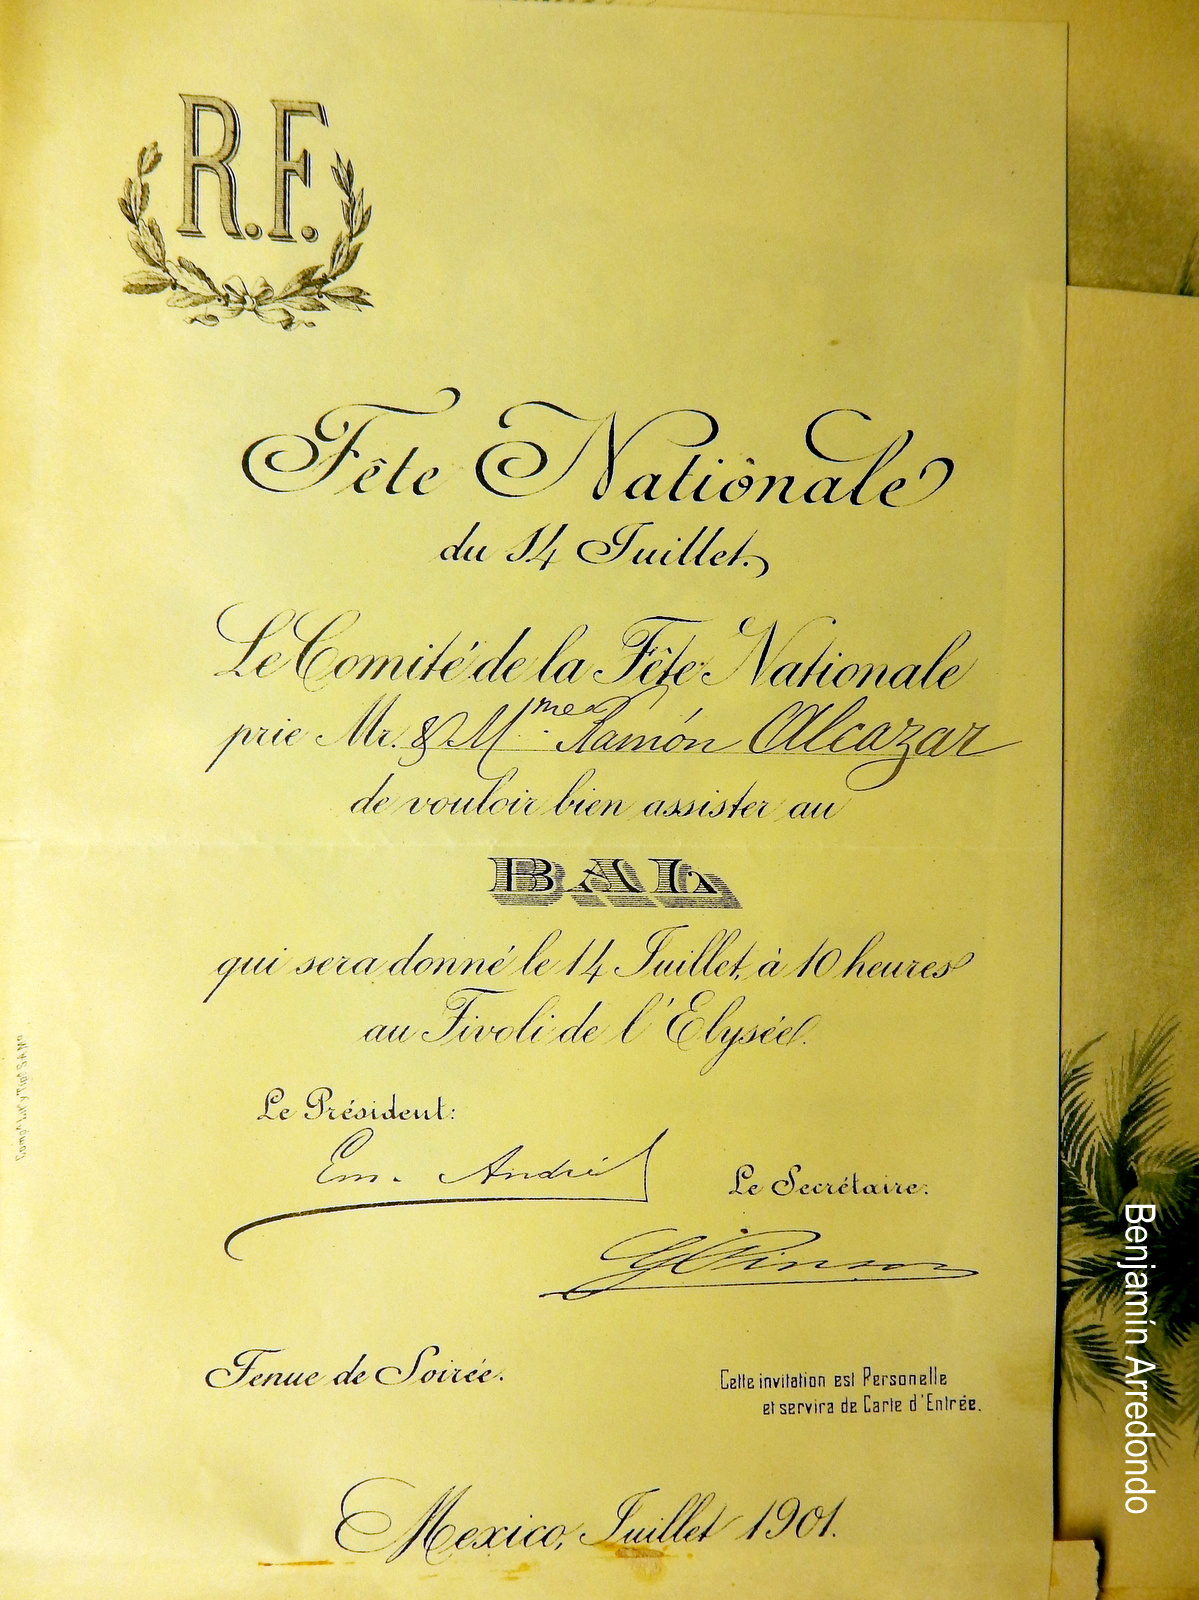 R.F.
Fête Nationale
du 14 Juillet.
Le Comité de la Fête Nationale
prie Mr. & Mme. Ramón Alcazar
de vouloir bien assister au
BAL
qui sera donné le 14 Juillet, à 10 heures
au Tivoli de l'Elysée.
Le Président:
Em. André
Le Secrétaire:
Pinson
Tenue de Soirée.
Cette invitation est Personelle
et servira de Carte d'Entrée.
Mexico, Juillet 1901.
Benjamín Arredondo